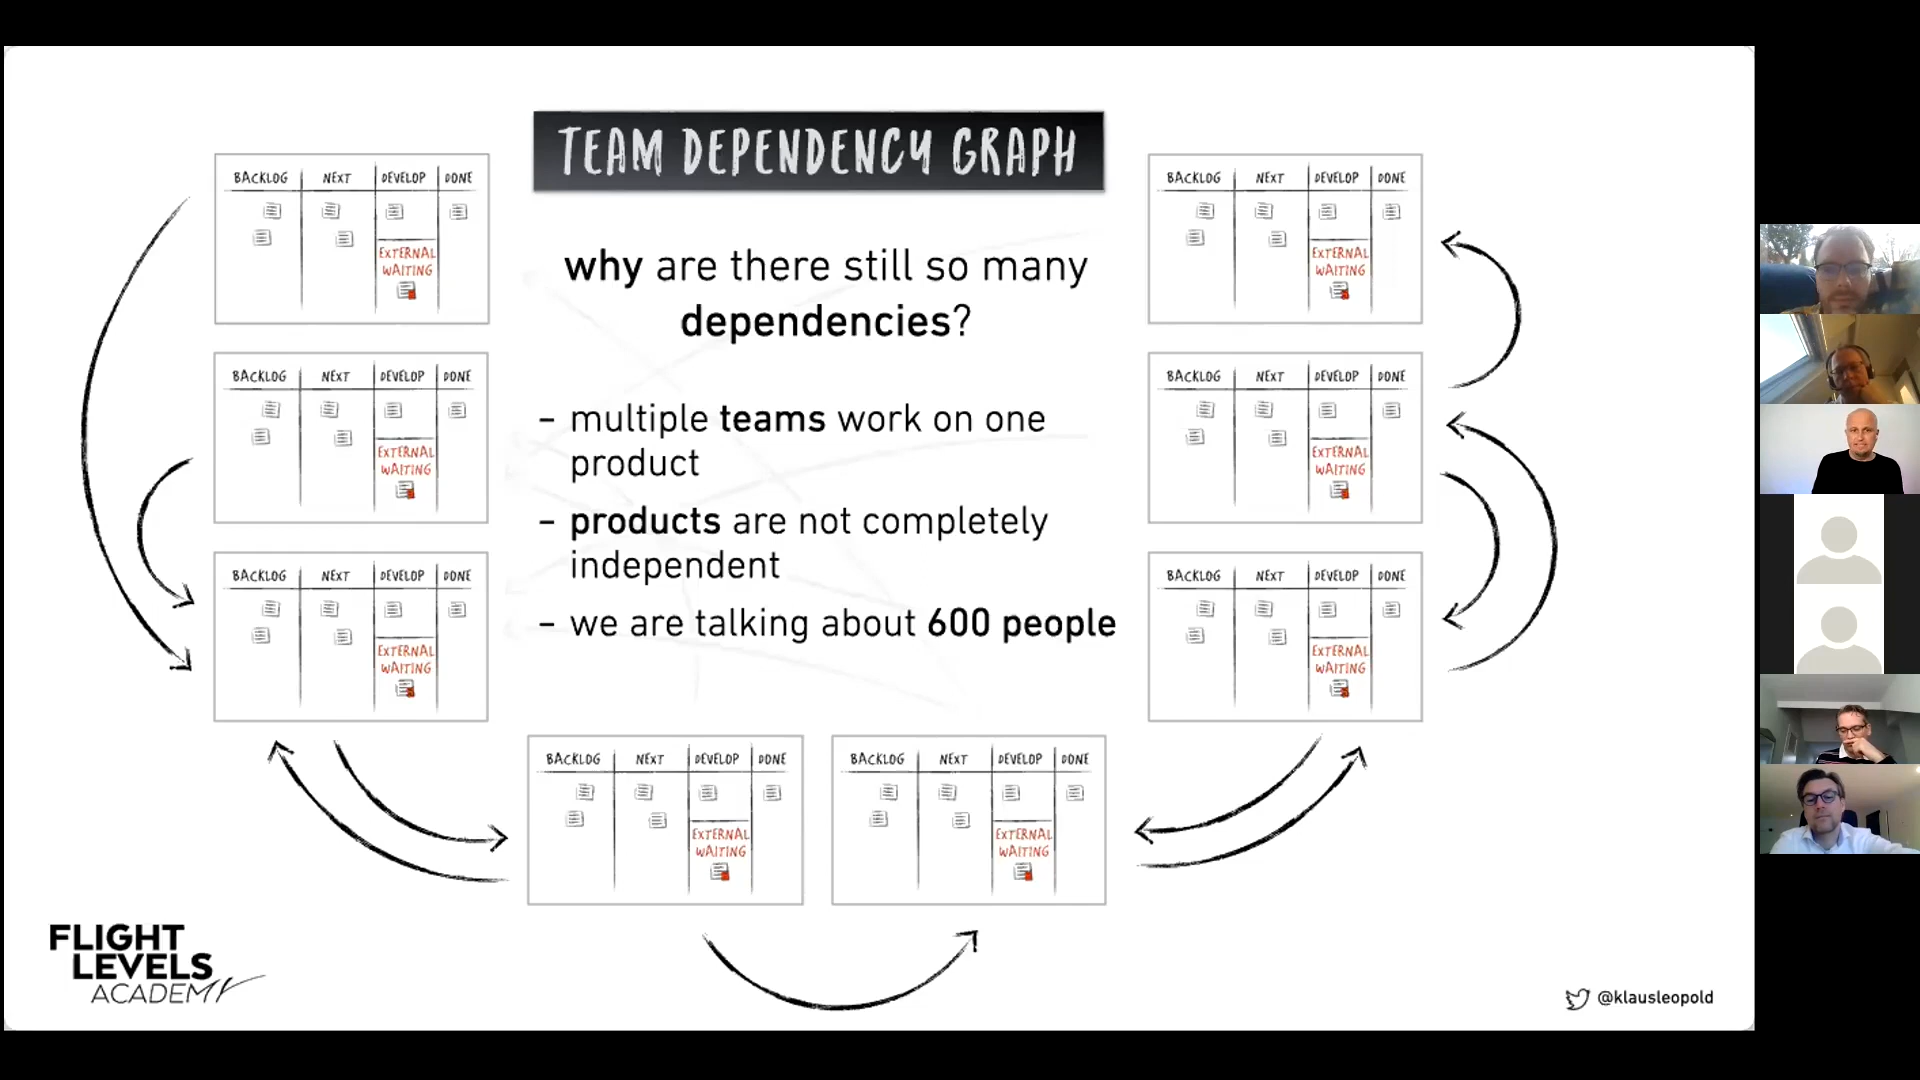 TEAM DEPENDENCY GRAPH
BACKLOG NEXT DEVELOP DONE
EXTERNAL
WAITING
BACKLOG NEXT DEVELOP DONE
EXTERNAL
WAITING
BACKLOG NEXT DEVELOP DONE
EXTERNAL
WAITING
why are there still so many
dependencies?
– multiple teams work on one
product
– products are not completely
independent
– we are talking about 600 people
BACKLOG NEXT DEVELOP DONE
EXTERNAL
WAITING
BACKLOG NEXT DEVELOP DONE
EXTERNAL
WAITING
BACKLOG NEXT DEVELOP DONE
EXTERNAL
WAITING
BACKLOG NEXT DEVELOP DONE
EXTERNAL
WAITING
BACKLOG NEXT DEVELOP DONE
EXTERNAL
WAITING
FLIGHT
LEVELS
ACADEMY
@klausleopold